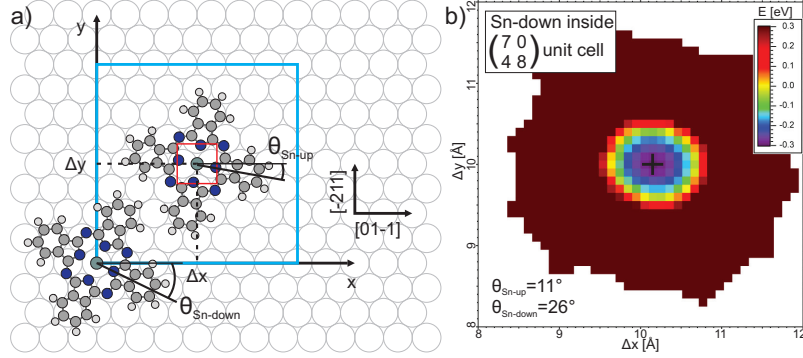 a)
y
θSn-up
Δy
[-211]
[01-1]
Δx
x
θSn-down
b)
Sn-down inside
(7 0
4 8) unit cell
E [eV]
0.3
0.2
0.1
0.0
-0.1
-0.2
-0.3
Δy [Å]
12
11
10
9
8
θSn-up=11°
θSn-down=26°
8
9
10
11
12
Δx [Å]